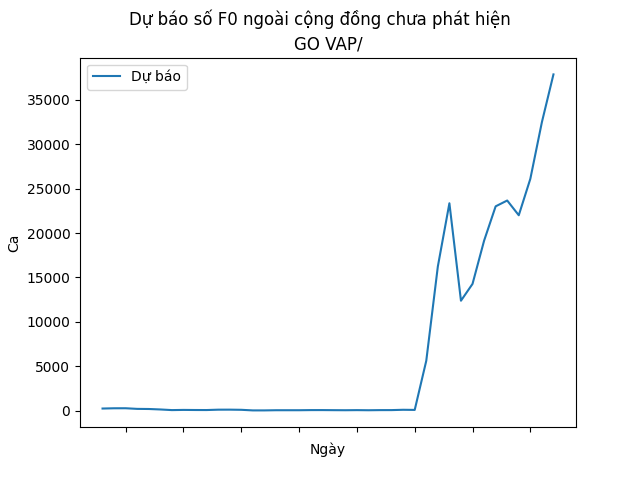 Dự báo số F0 ngoài cộng đồng chưa phát hiện
GO VAP/
Dự báo
35000
30000
25000
20000
15000
10000
5000
0
Ca
Ngày